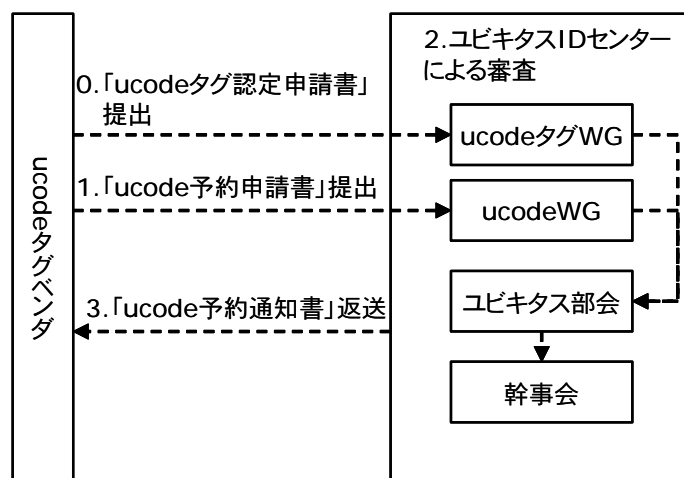 2.ユビキタスIDセンター
による審査
0.「ucodeタグ認定申請書」
提出
ucodeタグWG
1.「ucode予約申請書」提出
ucodeWG
ucodeタグベンダ
3.「ucode予約通知書」返送
ユビキタス部会
幹事会